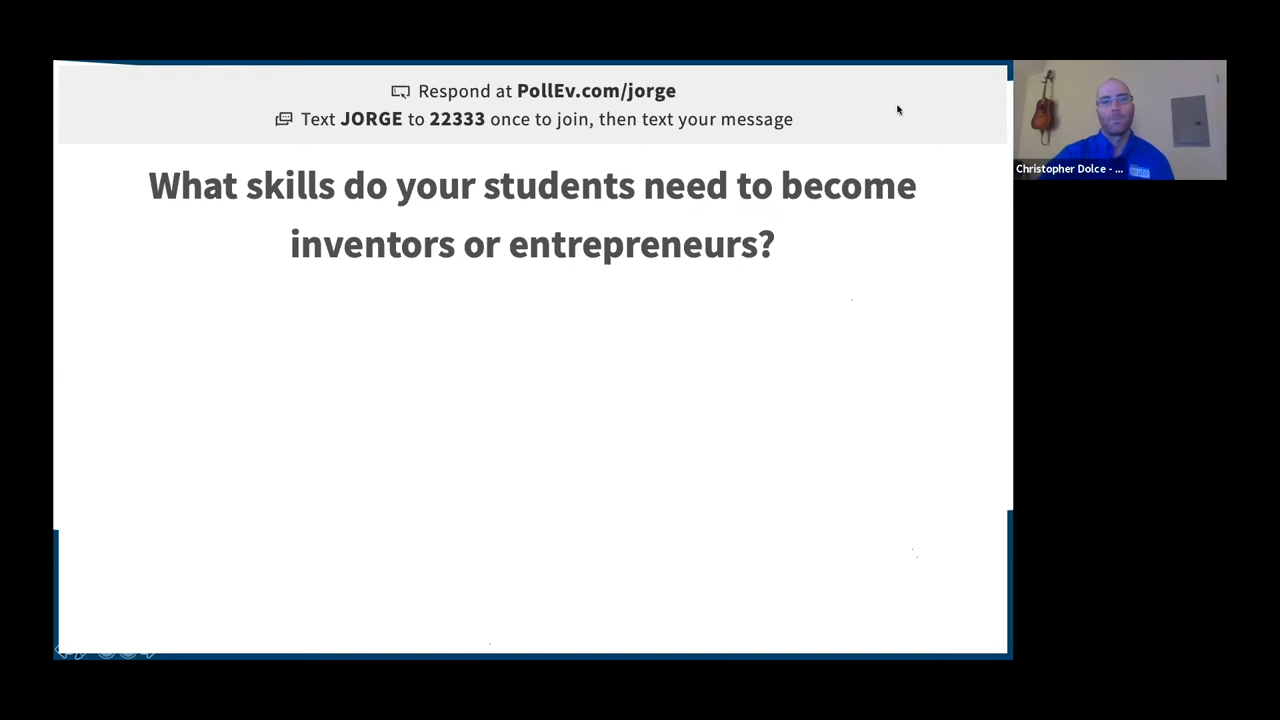 Respond at PollEv.com/jorge
Text JORGE to 22333 once to join, then text your message
What skills do your students need to become
inventors or entrepreneurs?
Christopher Dolce - ...